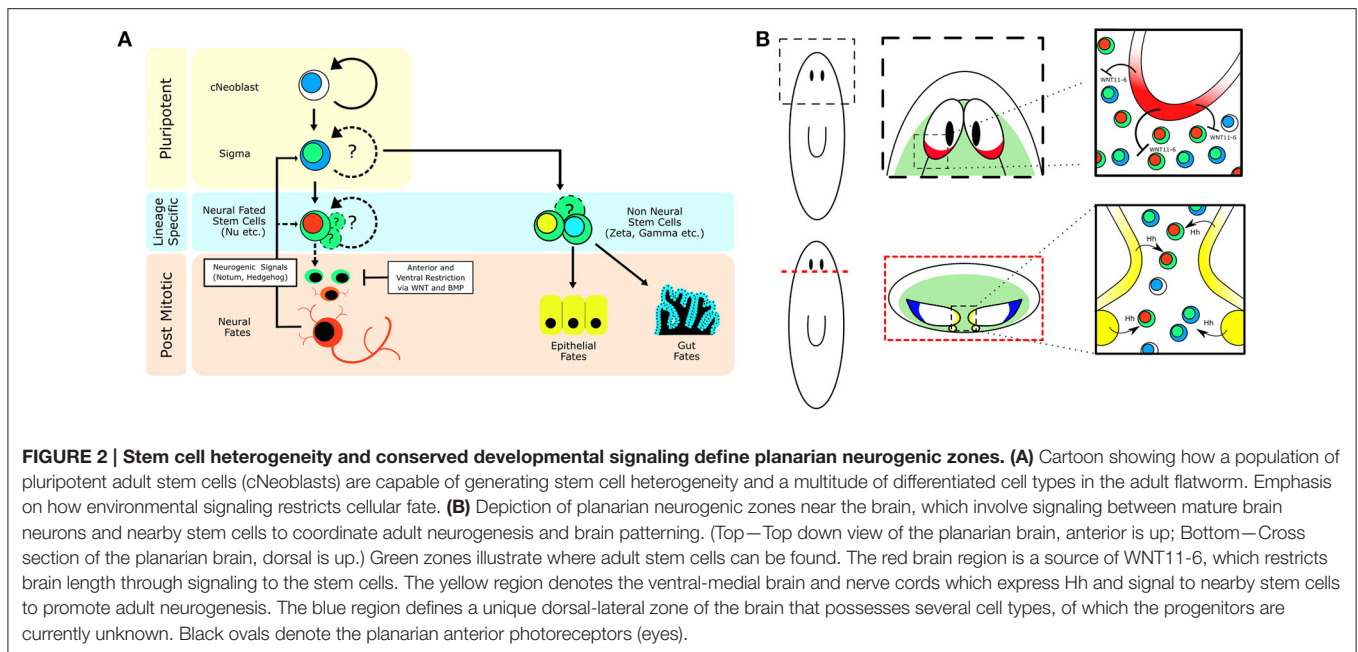 A
Pluripotent
cNeoblast
Sigma
?
Lineage
Specific
Neural Fated
Stem Cells
(Nu etc.)
?
?
?
?
Non Neural
Stem Cells
(Zeta, Gamma etc.)
Post Mitotic
Neurogenic Signals
(Notum, Hedgehog)
Anterior and
Ventral Restriction
via WNT and BMP
Neural
Fates
Epithelial
Fates
Gut
Fates
B
WNT11-6
WNT11-6
WNT11-6
Hh
Hh
Hh
Hh
FIGURE 2 | Stem cell heterogeneity and conserved developmental signaling define planarian neurogenic zones. (A) Cartoon showing how a population of
pluripotent adult stem cells (cNeoblasts) are capable of generating stem cell heterogeneity and a multitude of differentiated cell types in the adult flatworm. Emphasis
on how environmental signaling restricts cellular fate. (B) Depiction of planarian neurogenic zones near the brain, which involve signaling between mature brain
neurons and nearby stem cells to coordinate adult neurogenesis and brain patterning. (Top—Top down view of the planarian brain, anterior is up; Bottom—Cross
section of the planarian brain, dorsal is up.) Green zones illustrate where adult stem cells can be found. The red brain region is a source of WNT11-6, which restricts
brain length through signaling to the stem cells. The yellow region denotes the ventral-medial brain and nerve cords which express Hh and signal to nearby stem cells
to promote adult neurogenesis. The blue region defines a unique dorsal-lateral zone of the brain that possesses several cell types, of which the progenitors are
currently unknown. Black ovals denote the planarian anterior photoreceptors (eyes).